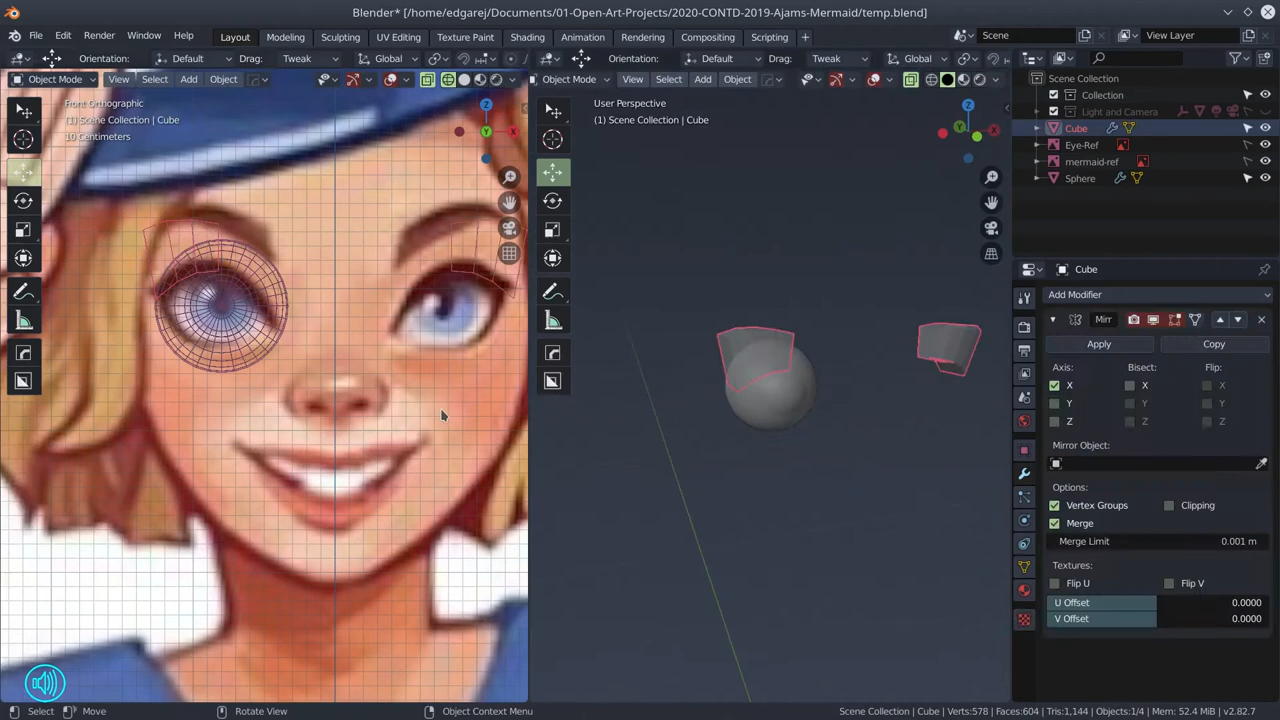 Blender* [/home/edgarej/Documents/01-Open-Art-Projects/2020-CONTD-2019-Ajams-Mermaid/temp.blend]
File Edit Render Window Help Layout Modeling Sculpting UV Editing Texture Paint Shading Animation Rendering Compositing Scripting + Scene View Layer
Orientation: Default Drag: Tweak Global Orientation: Default Drag: Tweak Global
Object Mode View Select Add Object Object Mode View Select Add Object
Front Orthographic
(1) Scene Collection | Cube
10 Centimeters
User Perspective
(1) Scene Collection | Cube
Scene Collection
Collection
Light and Camera
Cube
Eye-Ref
mermaid-ref
Sphere
Cube
Add Modifier
Mirr
Apply Copy
Axis: Bisect: Flip:
X X X
Y Y Y
Z Z Z
Mirror Object:
Options:
Vertex Groups Clipping
Merge
Merge Limit 0.001 m
Textures:
Flip U Flip V
U Offset 0.0000
V Offset 0.0000
Select Move Rotate View Object Context Menu Scene Collection | Cube | Verts:578 | Faces:604 | Tris:1,144 | Objects:1/4 | Mem: 52.4 MiB | v2.82.7